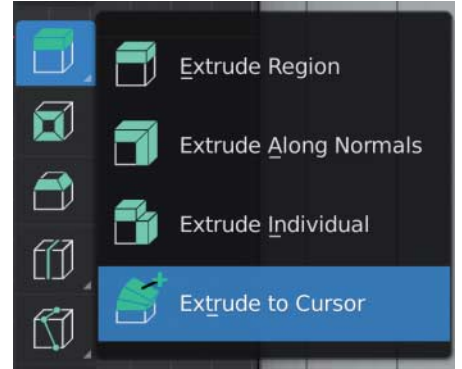 Extrude Region
Extrude Along Normals
Extrude Individual
Extrude to Cursor